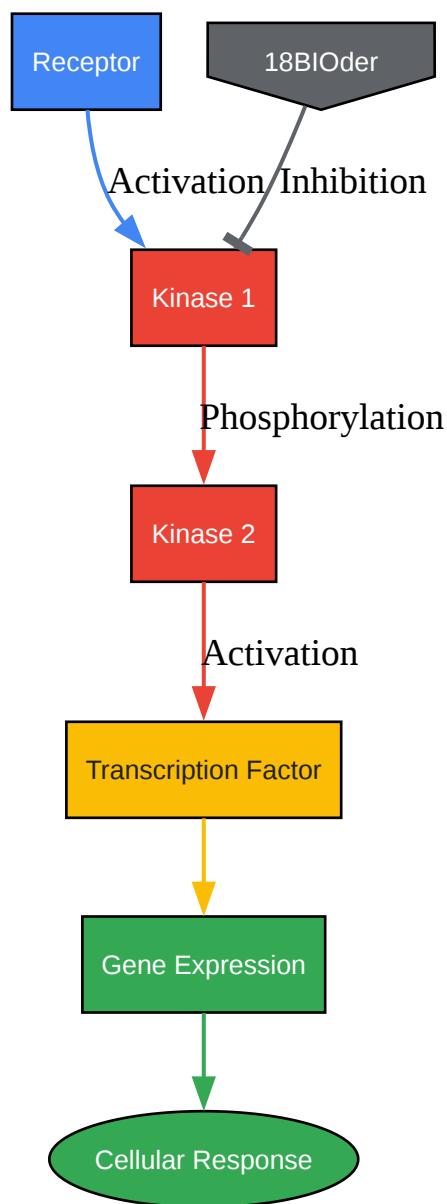 Receptor
18BIOder
Activation
Inhibition
Kinase 1
Phosphorylation
Kinase 2
Activation
Transcription Factor
Gene Expression
Cellular Response